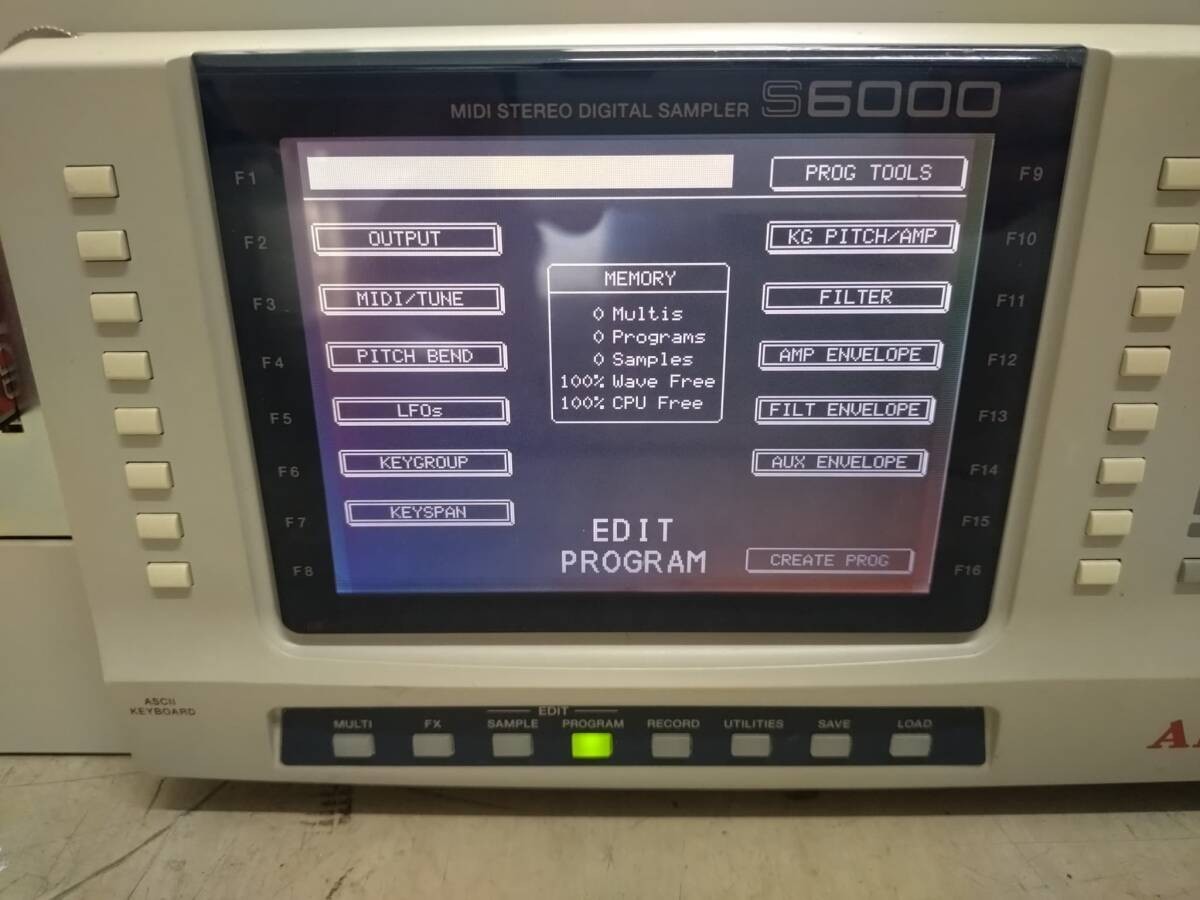 MIDI STEREO DIGITAL SAMPLER S6000
F1
PROG TOOLS
F9
F2
OUTPUT
KG PITCH/AMP
F10
F3
MIDI/TUNE
FILTER
F11
F4
PITCH BEND
AMP ENVELOPE
F12
F5
LFOs
FILT ENVELOPE
F13
F6
KEYGROUP
AUX ENVELOPE
F14
F7
KEYSPAN
F15
F8
CREATE PROG
F16
MEMORY
0 Multis
0 Programs
0 Samples
100% Wave Free
100% CPU Free
EDIT
PROGRAM
ASCII
KEYBOARD
EDIT
MULTI FX SAMPLE PROGRAM RECORD UTILITIES SAVE LOAD